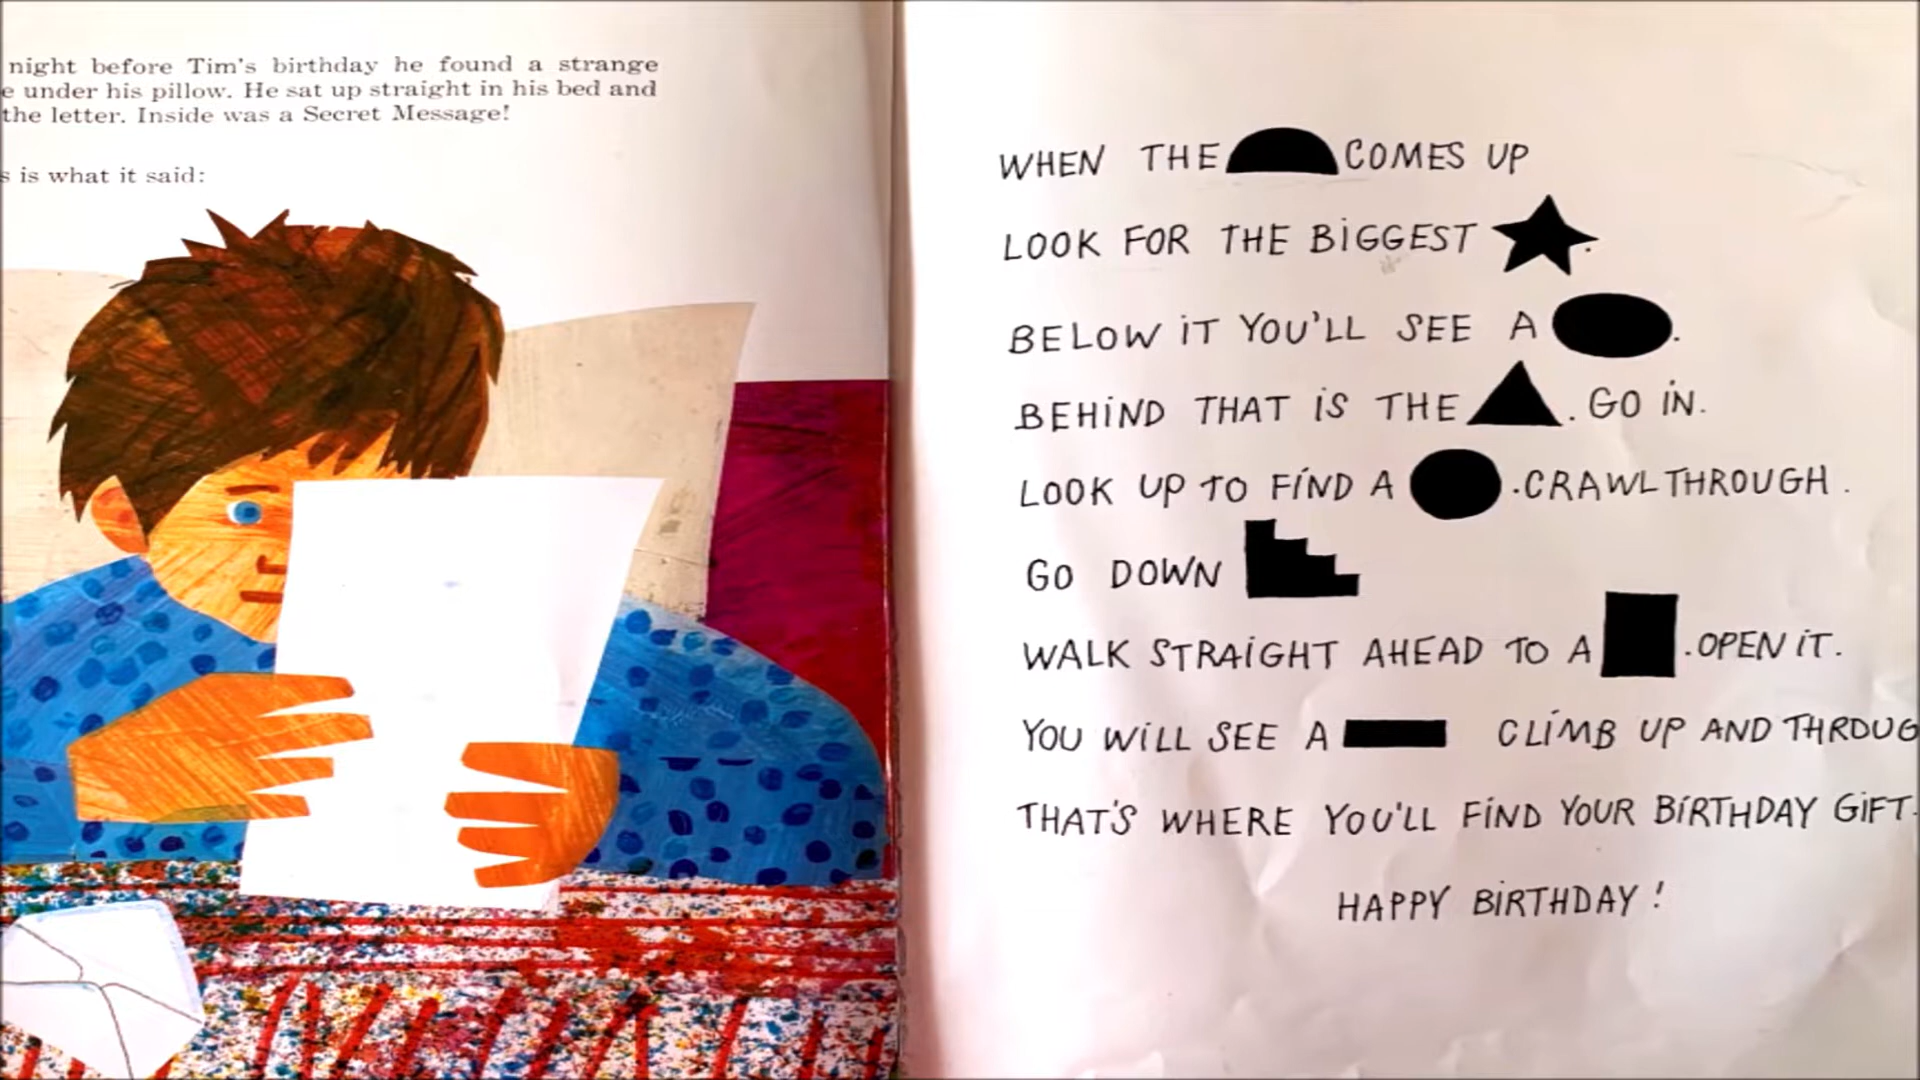 night before Tim's birthday he found a strange
e under his pillow. He sat up straight in his bed and
the letter. Inside was a Secret Message!
s is what it said:
WHEN THE COMES UP
LOOK FOR THE BIGGEST .
BELOW IT YOU'LL SEE A .
BEHIND THAT IS THE . GO IN.
LOOK UP TO FIND A . CRAWL THROUGH.
GO DOWN
WALK STRAIGHT AHEAD TO A . OPEN IT.
YOU WILL SEE A CLIMB UP AND THROUG
THAT'S WHERE YOU'LL FIND YOUR BIRTHDAY GIFT.
HAPPY BIRTHDAY!